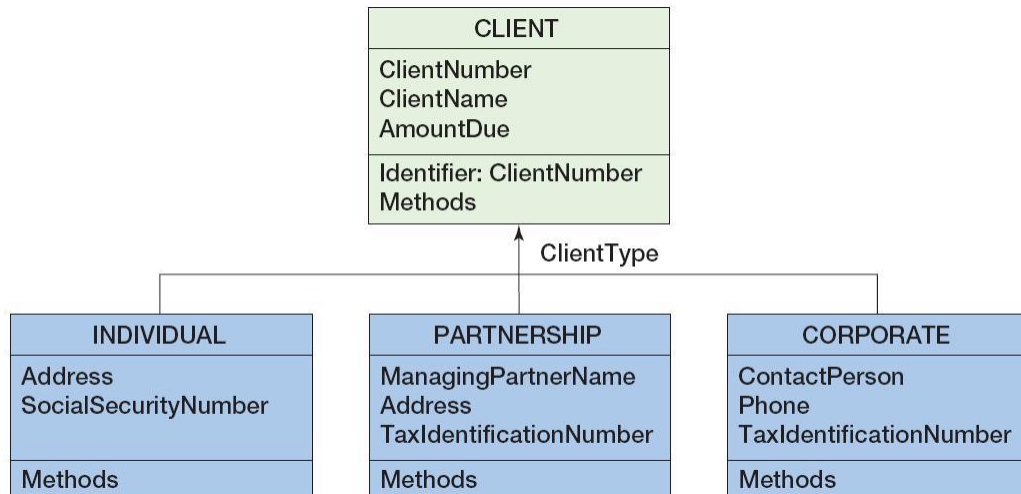 CLIENT
ClientNumber
ClientName
AmountDue
Identifier: ClientNumber
Methods
ClientType
INDIVIDUAL
Address
SocialSecurityNumber
Methods
PARTNERSHIP
ManagingPartnerName
Address
TaxIdentificationNumber
Methods
CORPORATE
ContactPerson
Phone
TaxIdentificationNumber
Methods